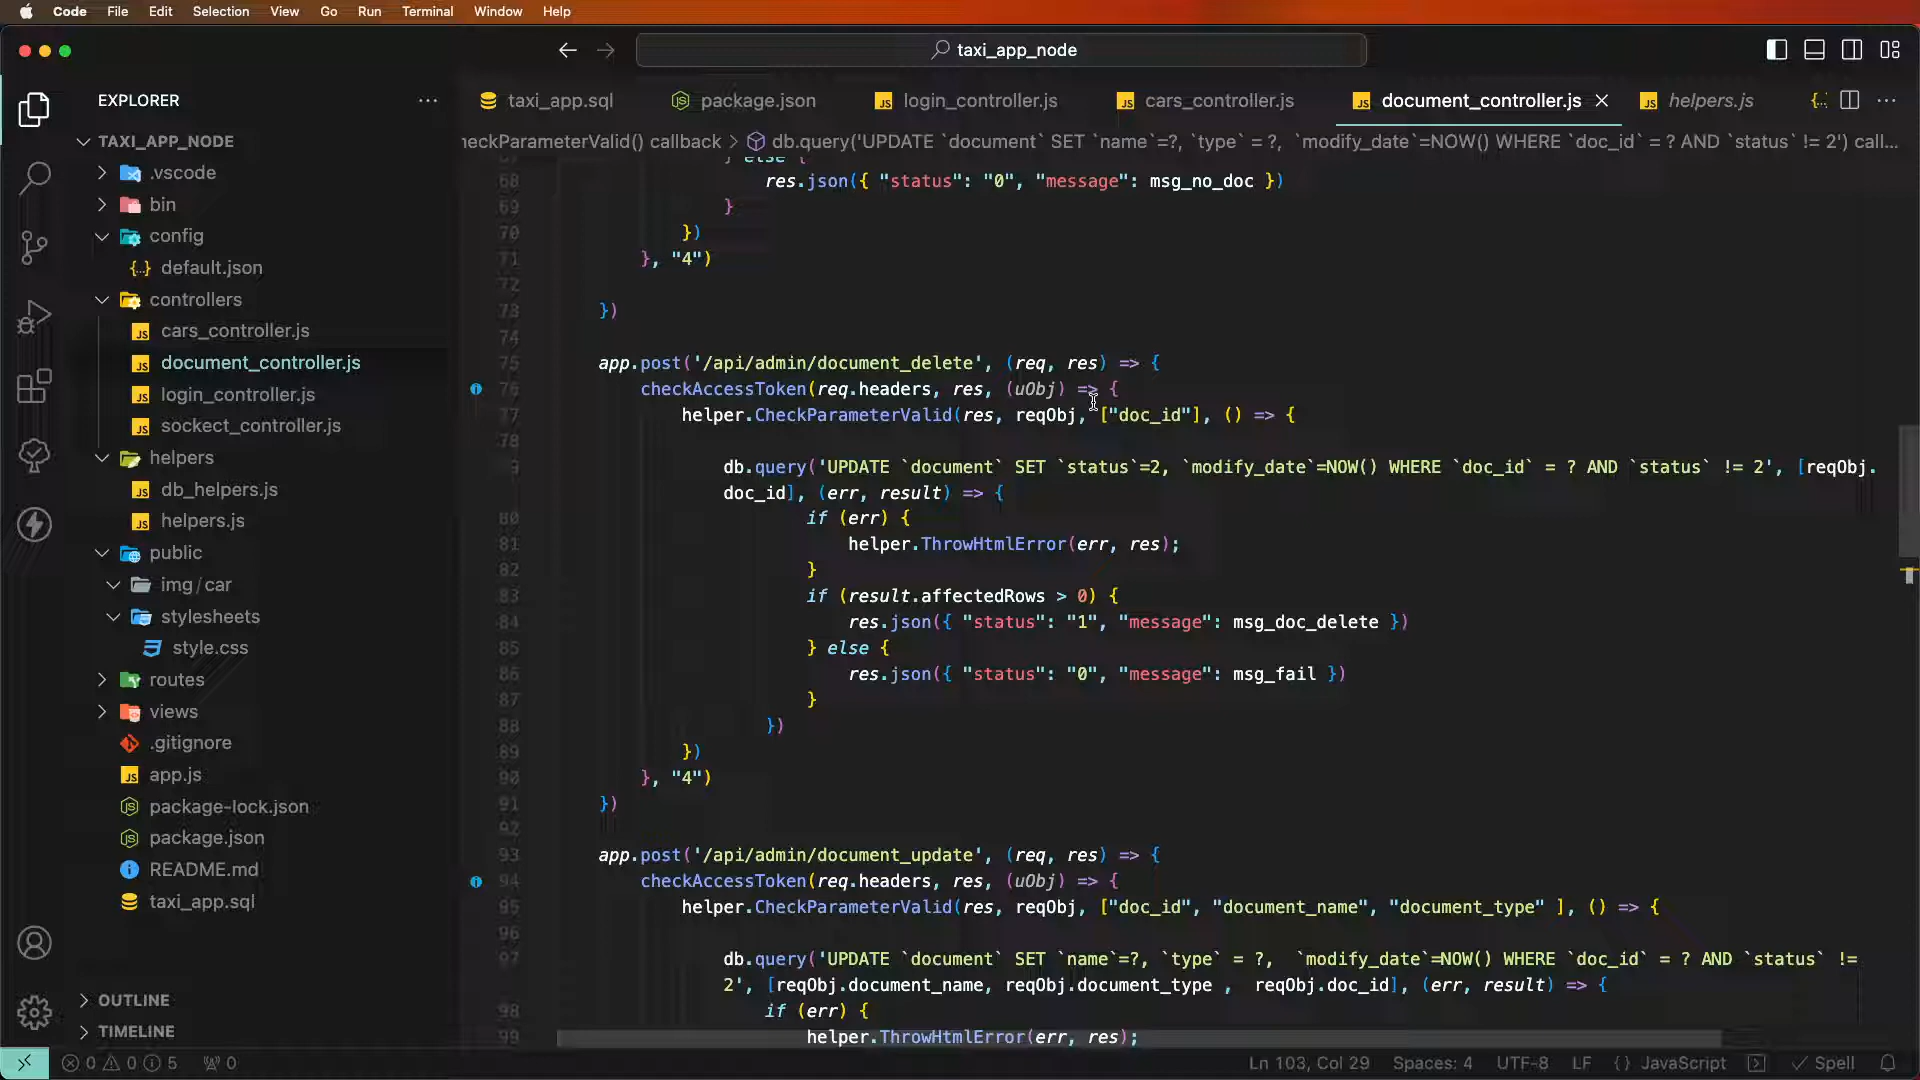 Code File Edit Selection View Go Run Terminal Window Help
taxi_app_node
EXPLORER
taxi_app.sql
package.json
login_controller.js
cars_controller.js
document_controller.js
helpers.js
TAXI_APP_NODE
heckParameterValid() callback > db.query('UPDATE `document` SET `name`=?, `type` = ?, `modify_date`=NOW() WHERE `doc_id` = ? AND `status` != 2') call...
.vscode
bin
config
default.json
controllers
cars_controller.js
document_controller.js
login_controller.js
sockect_controller.js
helpers
db_helpers.js
helpers.js
public
img/car
stylesheets
style.css
routes
views
.gitignore
app.js
package-lock.json
package.json
README.md
taxi_app.sql
OUTLINE
TIMELINE
} else {
68 res.json({ "status": "0", "message": msg_no_doc })
69 }
70 })
71 }, "4")
72
73 })
74
75 app.post('/api/admin/document_delete', (req, res) => {
76 checkAccessToken(req.headers, res, (uObj) => {
77 helper.CheckParameterValid(res, reqObj, ["doc_id"], () => {
78
9 db.query('UPDATE `document` SET `status`=2, `modify_date`=NOW() WHERE `doc_id` = ? AND `status` != 2', [reqObj.
doc_id], (err, result) => {
80 if (err) {
81 helper.ThrowHtmlError(err, res);
82 }
83 if (result.affectedRows > 0) {
84 res.json({ "status": "1", "message": msg_doc_delete })
85 } else {
86 res.json({ "status": "0", "message": msg_fail })
87 }
88 })
89 })
90 }, "4")
91 })
92
93 app.post('/api/admin/document_update', (req, res) => {
94 checkAccessToken(req.headers, res, (uObj) => {
95 helper.CheckParameterValid(res, reqObj, ["doc_id", "document_name", "document_type" ], () => {
96
97 db.query('UPDATE `document` SET `name`=?, `type` = ?,  `modify_date`=NOW() WHERE `doc_id` = ? AND `status` !=
2', [reqObj.document_name, reqObj.document_type ,  reqObj.doc_id], (err, result) => {
98 if (err) {
99 helper.ThrowHtmlError(err, res);
0 0 5 0 Ln 103, Col 29 Spaces: 4 UTF-8 LF {} JavaScript Spell